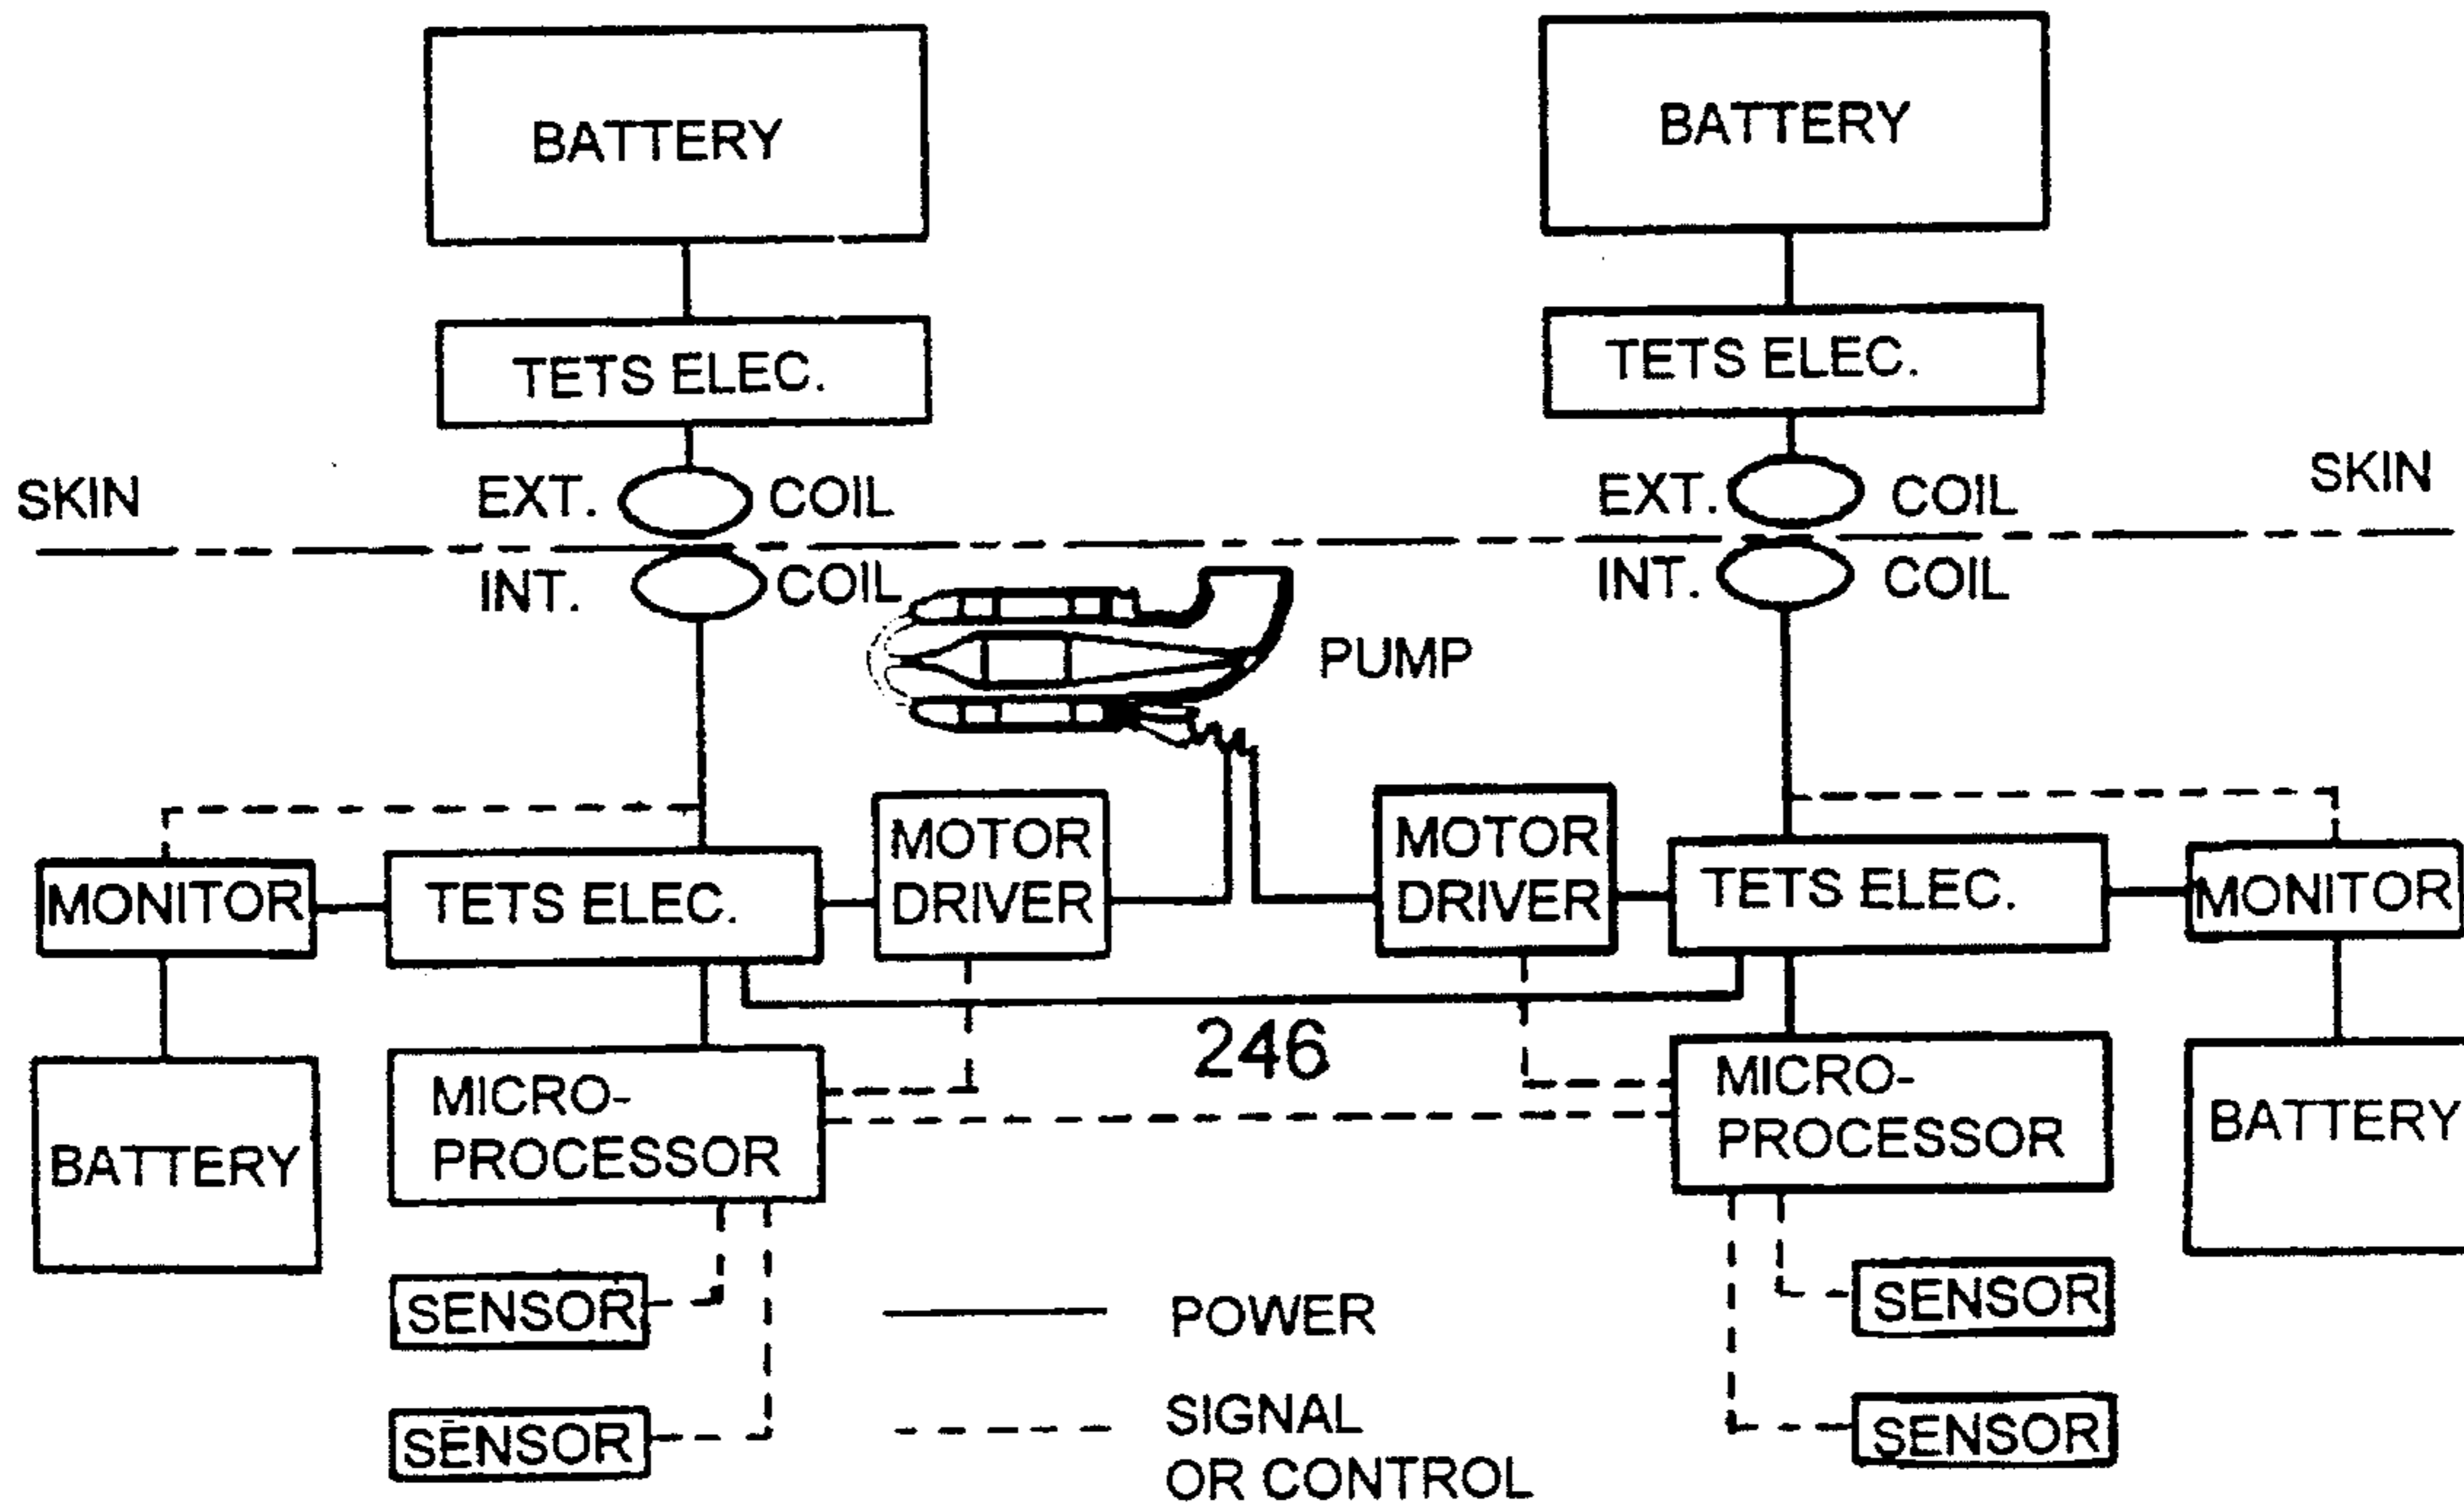 BATTERY
BATTERY
TETS ELEC.
TETS ELEC.
SKIN
EXT.
COIL
EXT.
COIL
SKIN
INT.
COIL
INT.
COIL
PUMP
MONITOR
TETS ELEC.
MOTOR
DRIVER
MOTOR
DRIVER
TETS ELEC.
MONITOR
246
BATTERY
MICRO-
PROCESSOR
MICRO-
PROCESSOR
BATTERY
SENSOR
SENSOR
POWER
SIGNAL
OR CONTROL
SENSOR
SENSOR